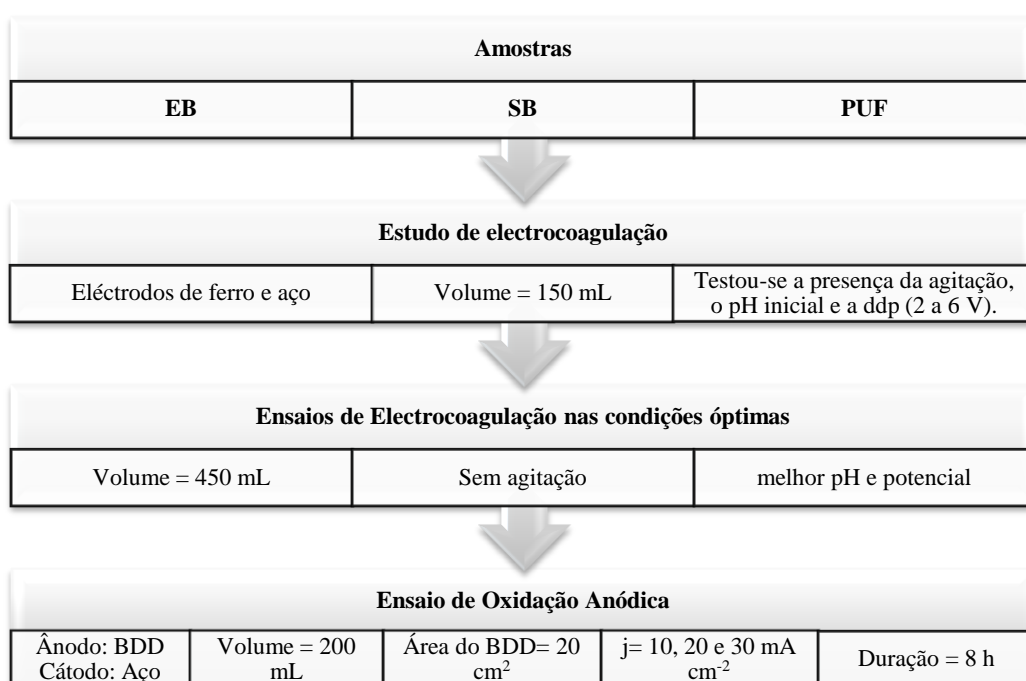 Amostras
EB
SB
PUF
Estudo de electrocoagulação
Eléctrodos de ferro e aço
Volume = 150 mL
Testou-se a presença da agitação,
o pH inicial e a ddp (2 a 6 V).
Ensaios de Electrocoagulação nas condições óptimas
Volume = 450 mL
Sem agitação
melhor pH e potencial
Ensaio de Oxidação Anódica
Ânodo: BDD
Cátodo: Aço
Volume = 200
mL
Área do BDD= 20
cm²
j= 10, 20 e 30 mA
cm⁻²
Duração = 8 h